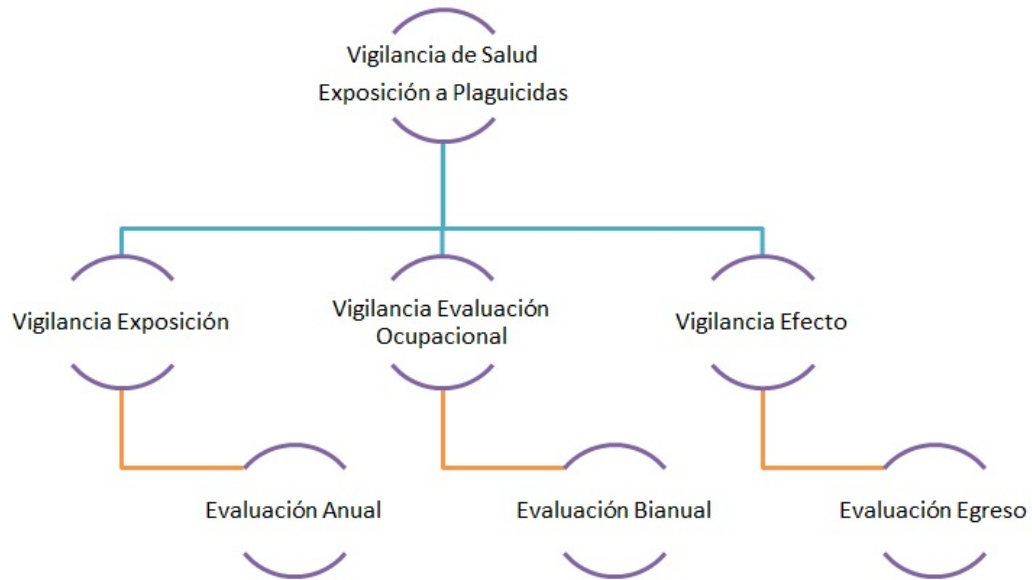 Vigilancia de Salud
Exposición a Plaguicidas
Vigilancia Exposición
Vigilancia Evaluación
Ocupacional
Vigilancia Efecto
Evaluación Anual
Evaluación Bianual
Evaluación Egreso